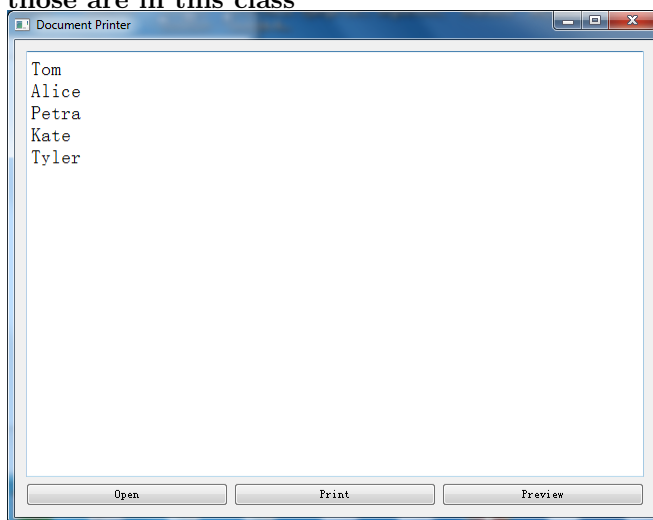 those are in this class
Document Printer
Tom
Alice
Petra
Kate
Tyler
Open Print Preview